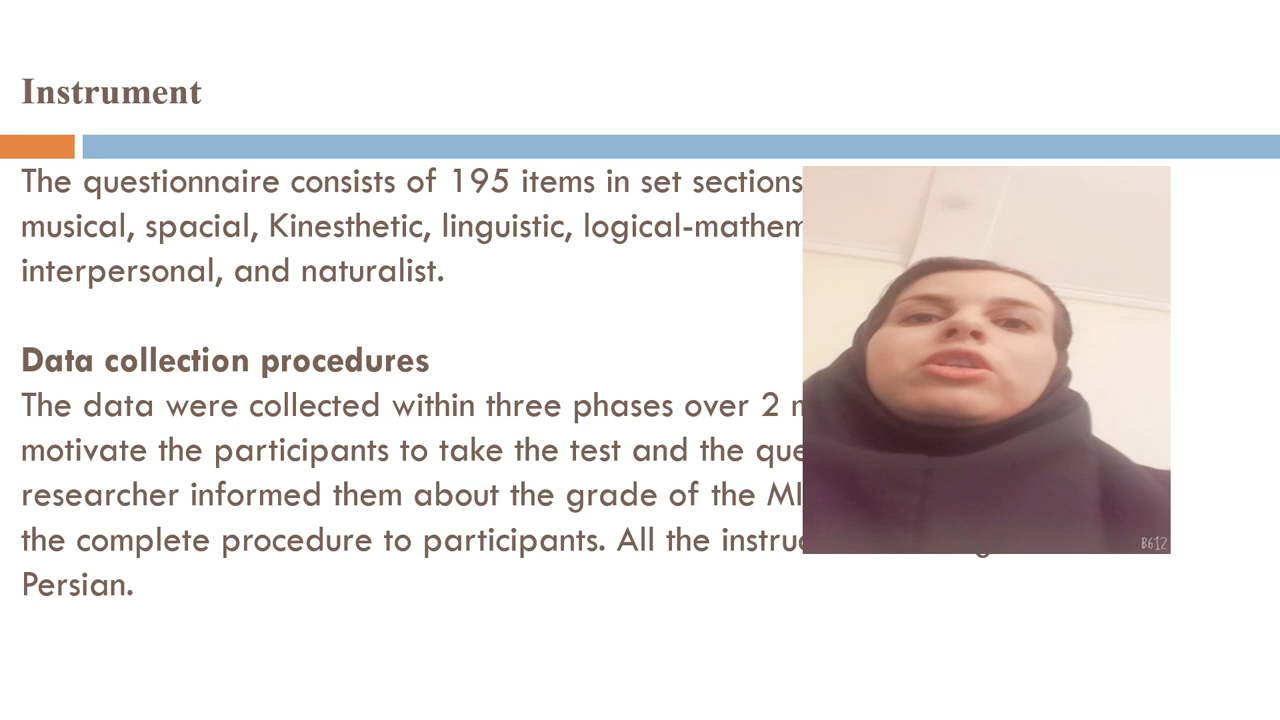 Instrument
The questionnaire consists of 195 items in set sections
musical, spacial, Kinesthetic, linguistic, logical-mathem
interpersonal, and naturalist.
Data collection procedures
The data were collected within three phases over 2
motivate the participants to take the test and the que
researcher informed them about the grade of the MI
the complete procedure to participants. All the instruc
Persian.
B612